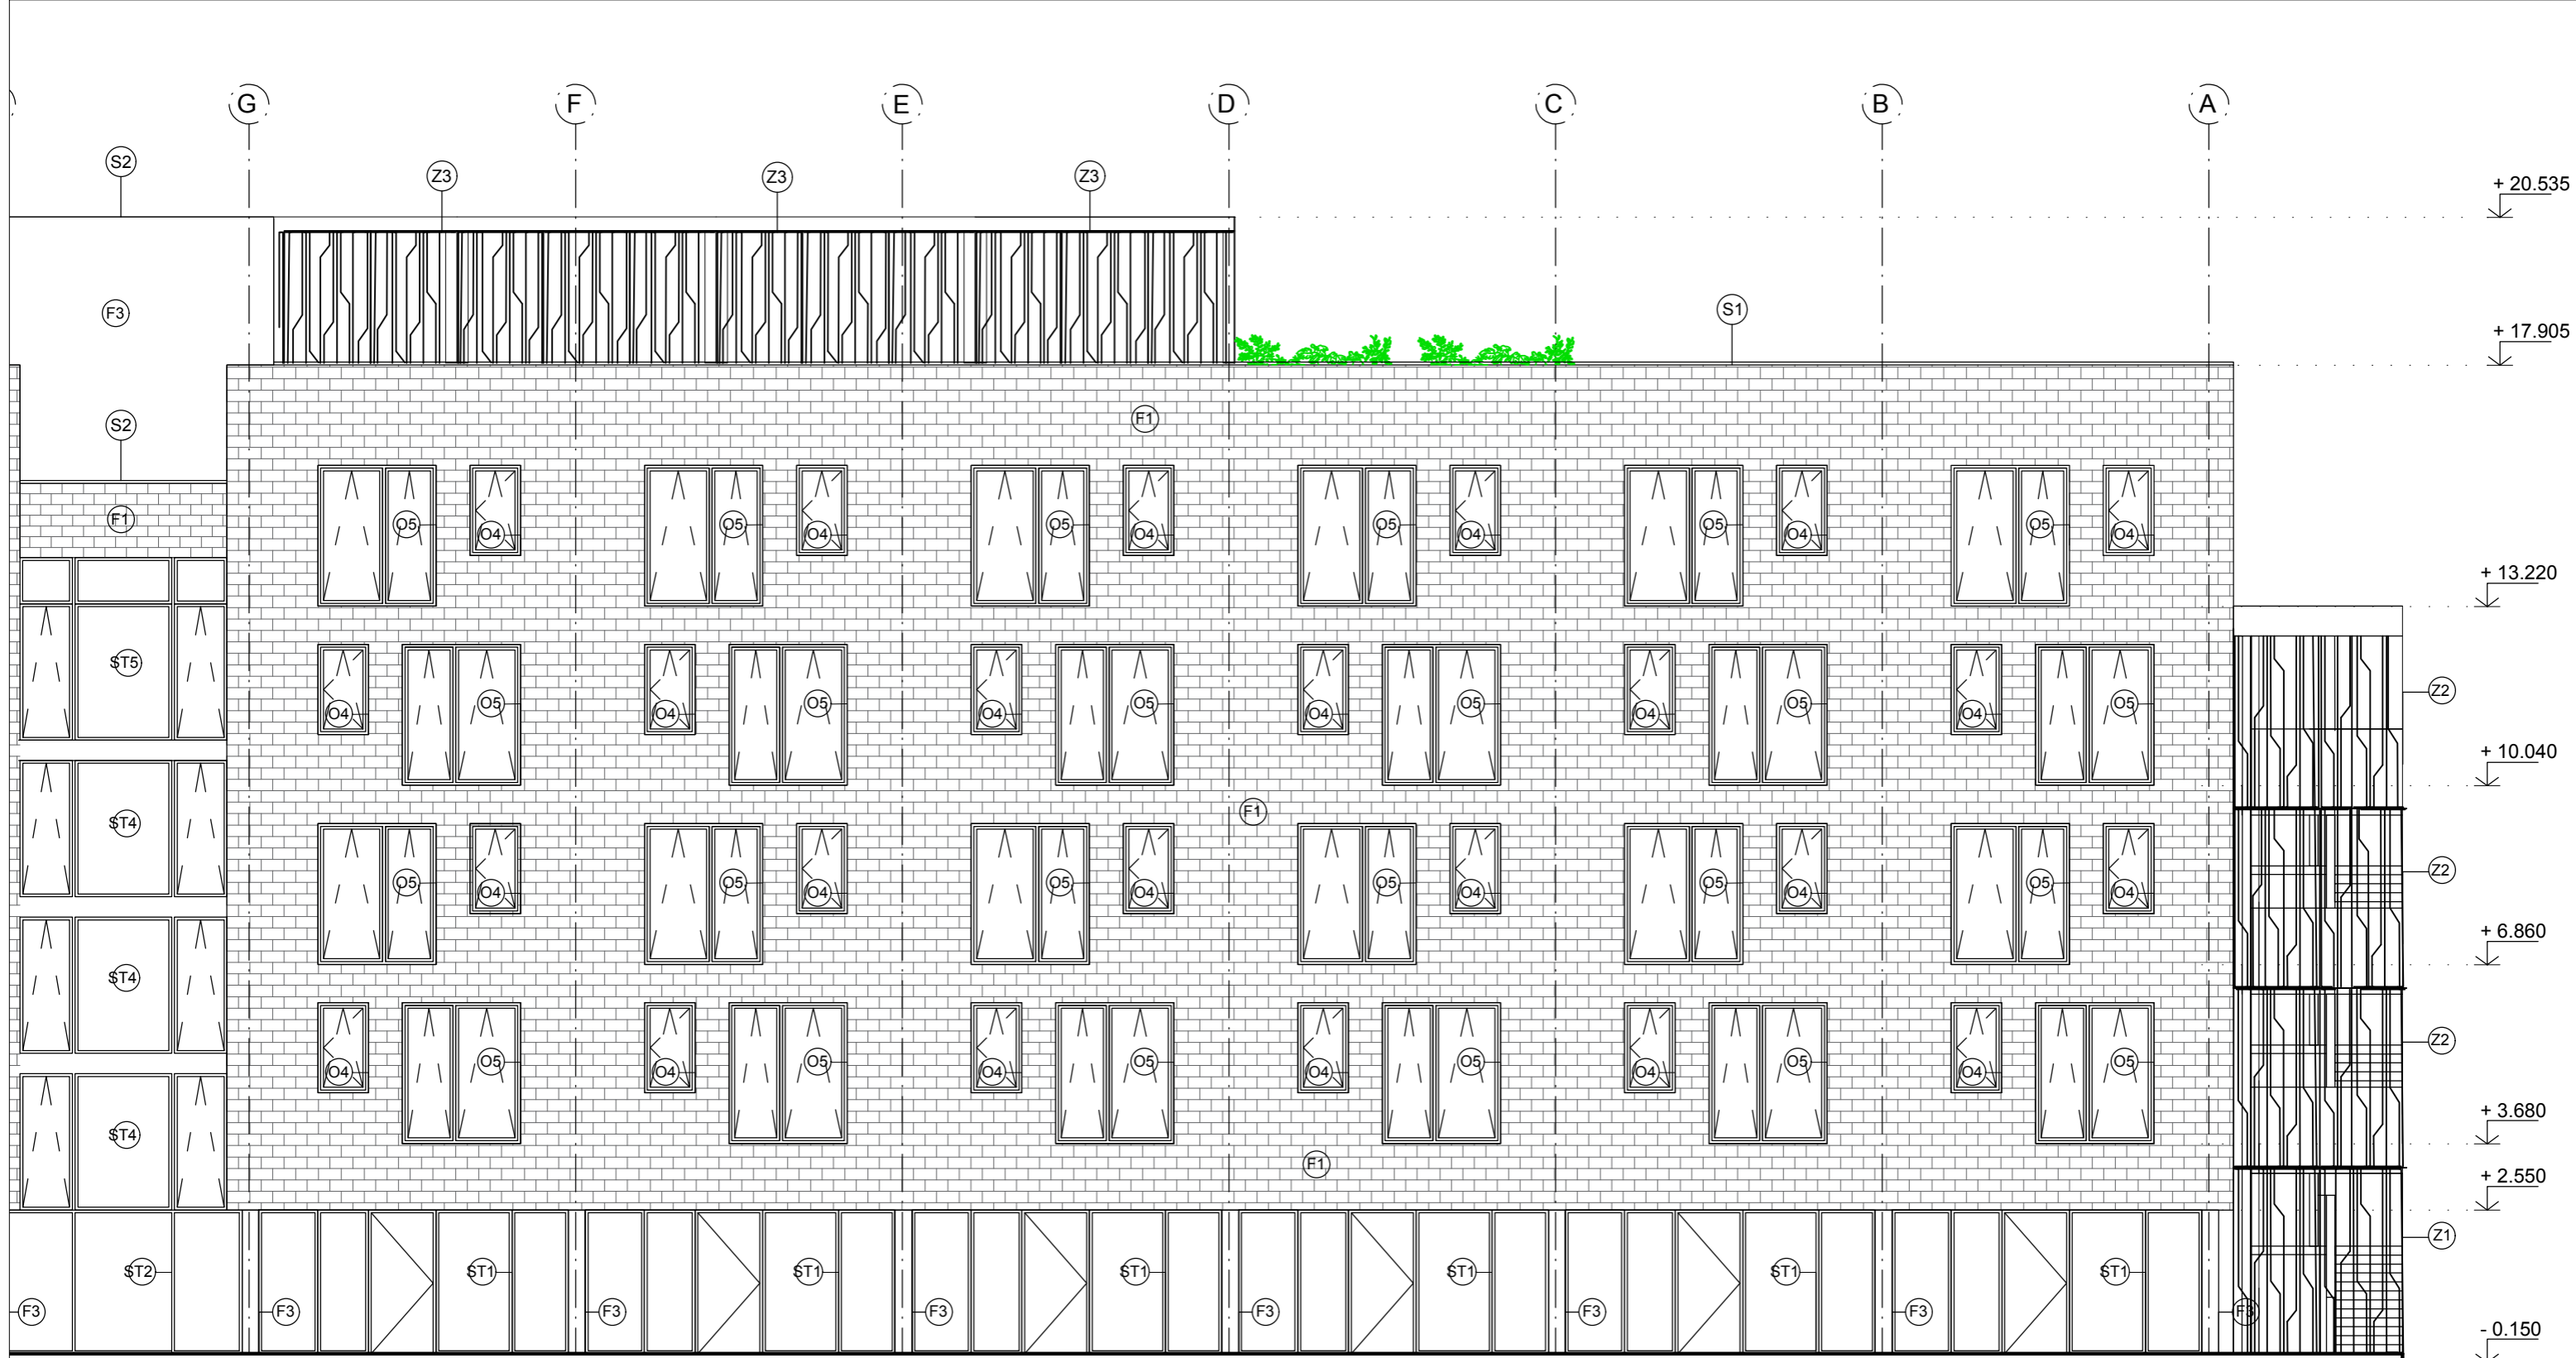 G F E D C B A
S2 Z3 Z3 Z3
+ 20.535
F3 S1
+ 17.905
S2 F1
F1 O5 O4 O5 O4 O5 O4 O5 O4 O5 O4 O5 O4
+ 13.220
ST5 O4 O5 O4 O5 O4 O5 O4 O5 O4 O5 O4 O5 Z2
+ 10.040
ST4 F1
O5 O4 O5 O4 O5 O4 O5 O4 O5 O4 O5 O4 Z2
+ 6.860
ST4
O4 O5 O4 O5 O4 O5 O4 O5 O4 O5 O4 O5 Z2
+ 3.680
ST4 F1
+ 2.550
Z1
ST2 ST1 ST1 ST1 ST1 ST1 ST1
F3 F3 F3 F3 F3 F3 F3 F3
- 0.150